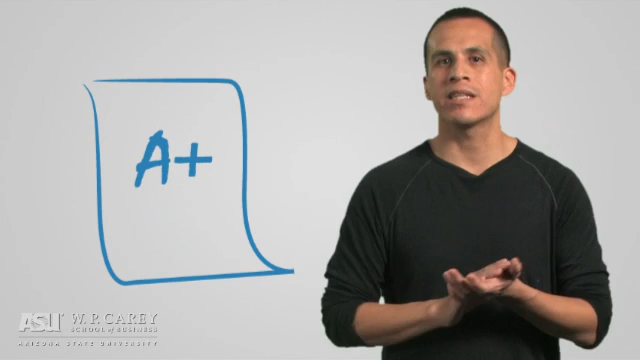 A+
ASU W. P. CAREY
SCHOOL of BUSINESS
ARIZONA STATE UNIVERSITY